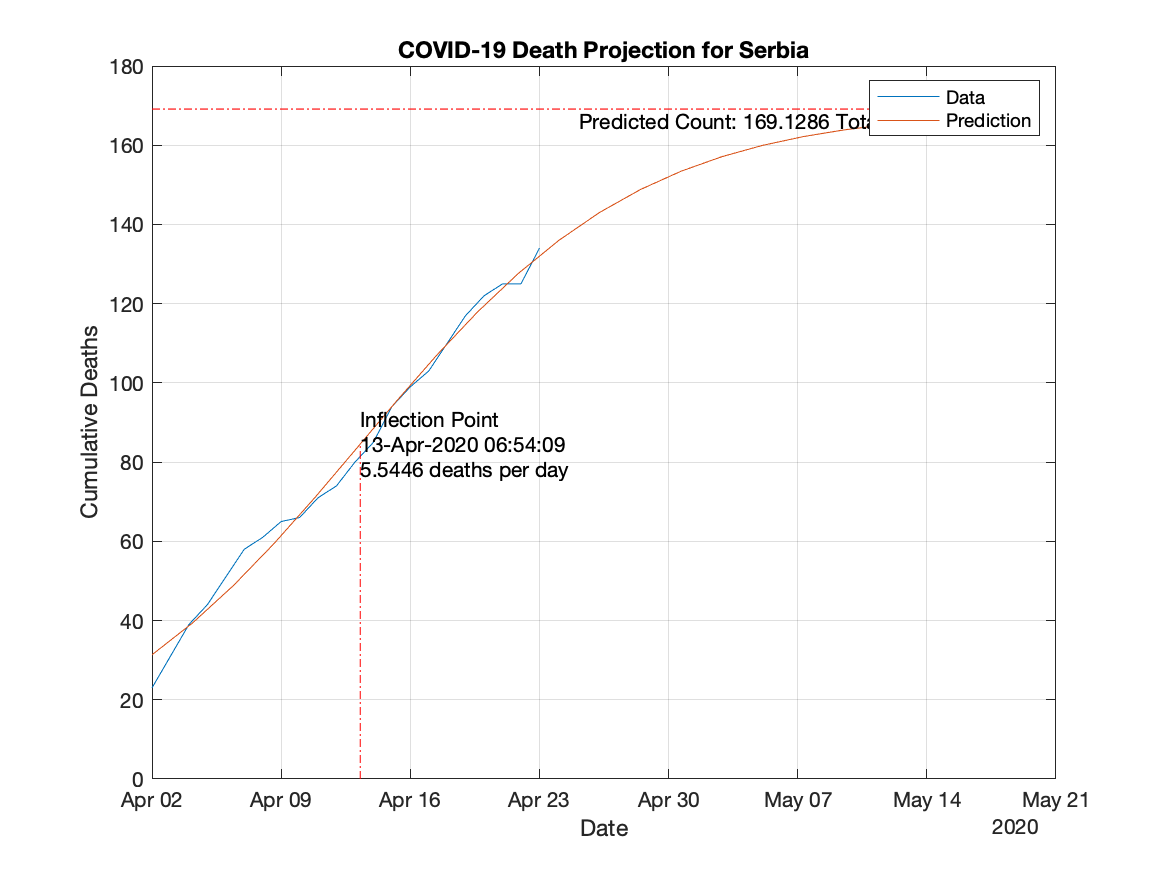 COVID-19 Death Projection for Serbia
180
160
140
120
100
80
60
40
20
0
Cumulative Deaths
Data
Prediction
Predicted Count: 169.1286
Inflection Point
13-Apr-2020 06:54:09
5.5446 deaths per day
Apr 02
Apr 09
Apr 16
Apr 23
Apr 30
May 07
May 14
May 21
Date
2020